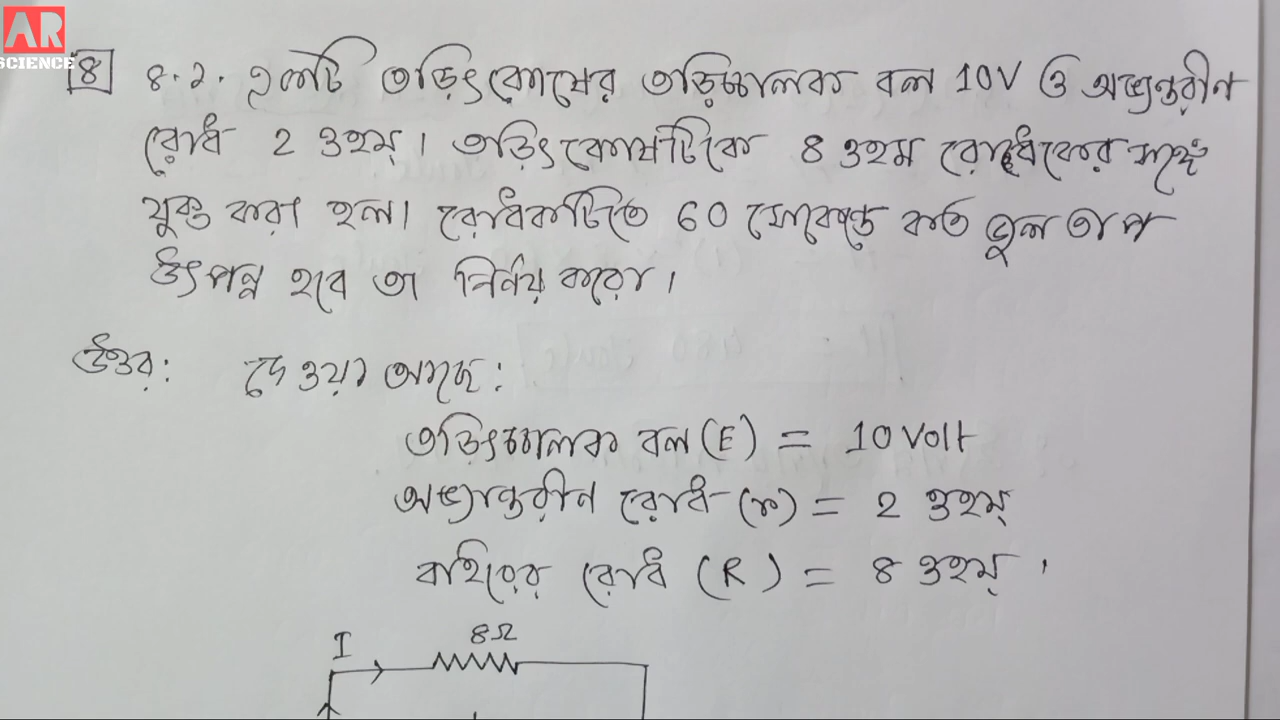 AR
SCIENCE
৪ ৪.২. একটি তড়িৎকোষের তড়িচ্চালক বল 10V ও অভ্যন্তরীন
রোধ 2 ওহম্। তড়িৎকোষটিকে 8 ওহম রোধকের সঙ্গে
যুক্ত করা হল। রোধকটিতে 60 সেকেন্ডে কত জুল তাপ
উৎপন্ন হবে তা নির্ণয় করো।
উত্তর: দেওয়া আছে:
তড়িৎচালক বল (E) = 10 Volt
অভ্যান্তরীন রোধ (r) = 2 ওহম্
বাহিরের রোধ (R) = 8 ওহম্।
I 8Ω